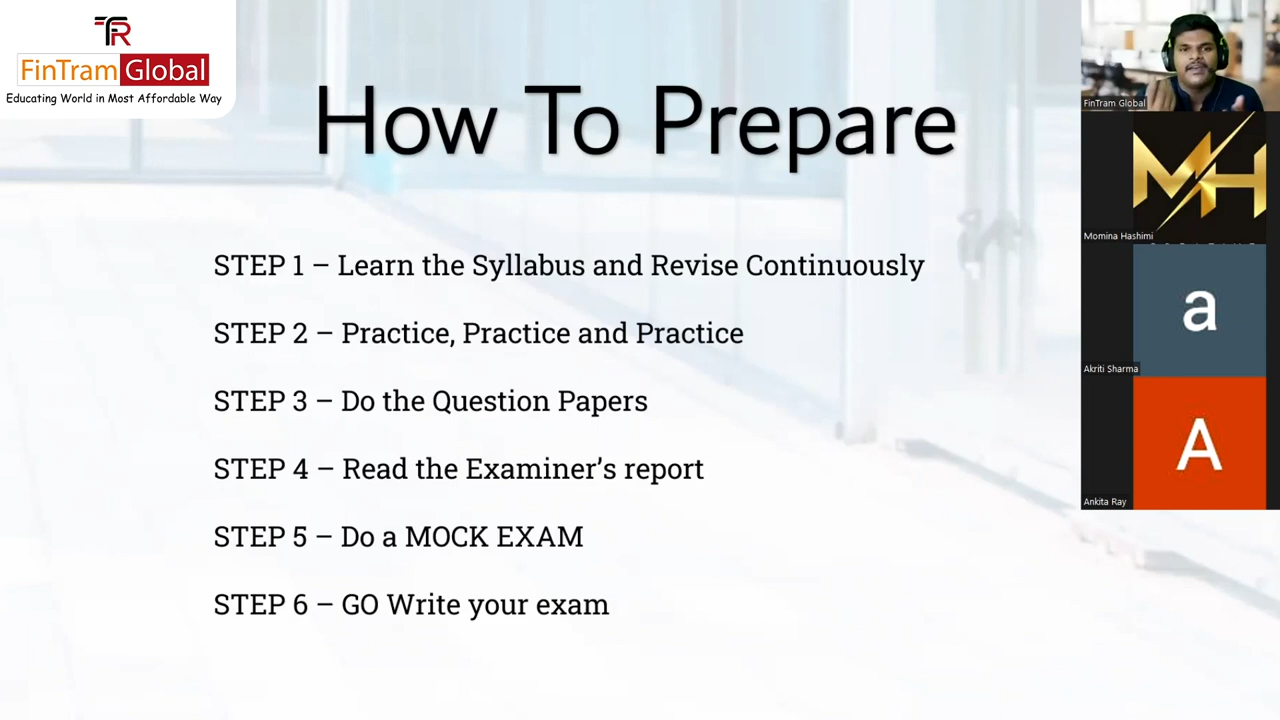 TR
FinTram Global
Educating World in Most Affordable Way
How To Prepare
STEP 1 – Learn the Syllabus and Revise Continuously
STEP 2 – Practice, Practice and Practice
STEP 3 – Do the Question Papers
STEP 4 – Read the Examiner’s report
STEP 5 – Do a MOCK EXAM
STEP 6 – GO Write your exam
FinTram Global
MH
Momina Hashimi
a
Akriti Sharma
A
Ankita Ray